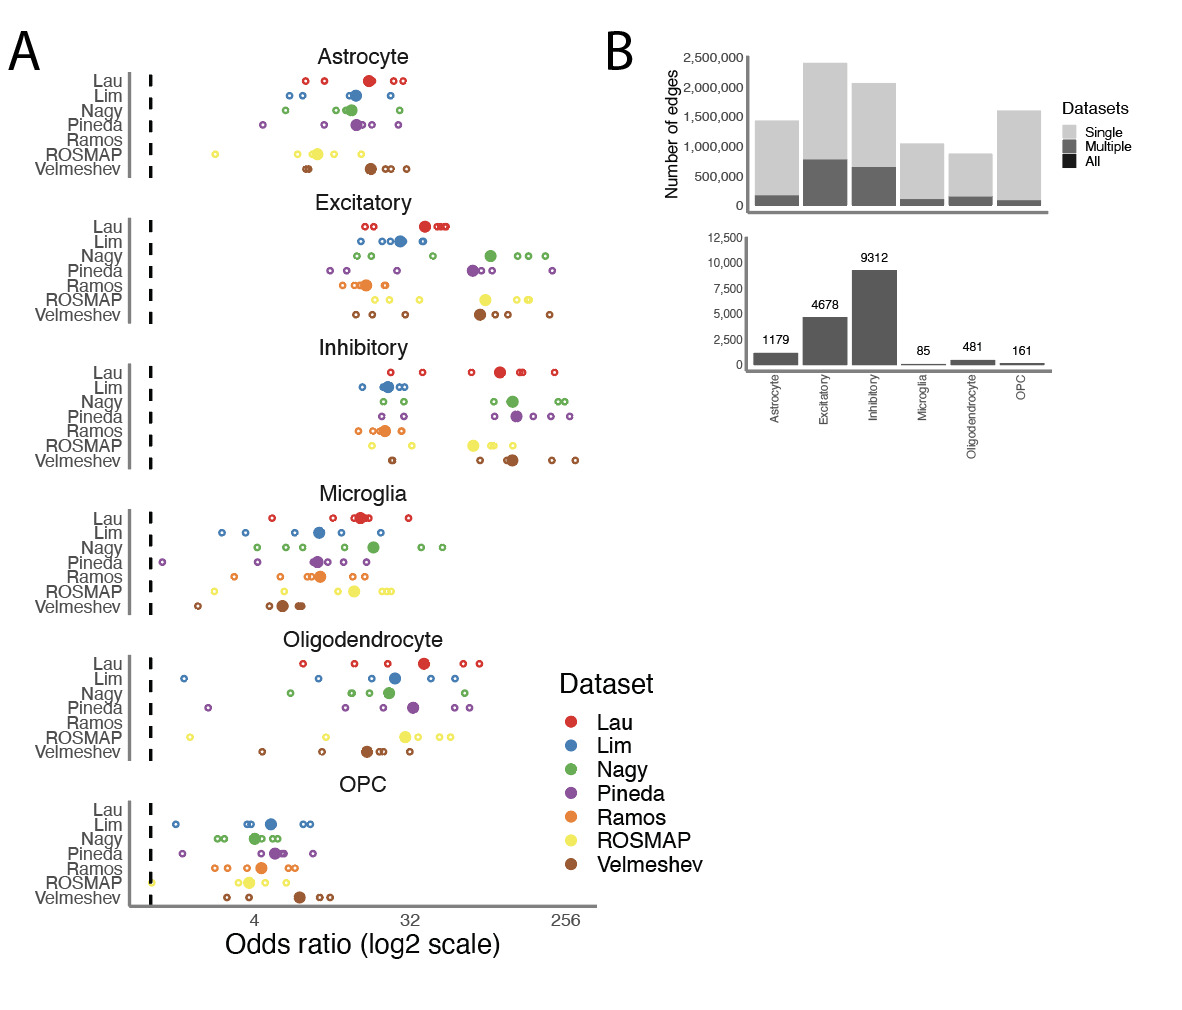 A
Astrocyte
Lau
Lim
Nagy
Pineda
Ramos
ROSMAP
Velmeshev
Excitatory
Lau
Lim
Nagy
Pineda
Ramos
ROSMAP
Velmeshev
Inhibitory
Lau
Lim
Nagy
Pineda
Ramos
ROSMAP
Velmeshev
Microglia
Lau
Lim
Nagy
Pineda
Ramos
ROSMAP
Velmeshev
Oligodendrocyte
Lau
Lim
Nagy
Pineda
Ramos
ROSMAP
Velmeshev
OPC
Lau
Lim
Nagy
Pineda
Ramos
ROSMAP
Velmeshev
4 32 256
Odds ratio (log2 scale)
Dataset
Lau
Lim
Nagy
Pineda
Ramos
ROSMAP
Velmeshev
B
Number of edges
2,500,000
2,000,000
1,500,000
1,000,000
500,000
0
Datasets
Single
Multiple
All
12,500
10,000
7,500
5,000
2,500
0
1179 4678 9312 85 481 161
Astrocyte
Excitatory
Inhibitory
Microglia
Oligodendrocyte
OPC